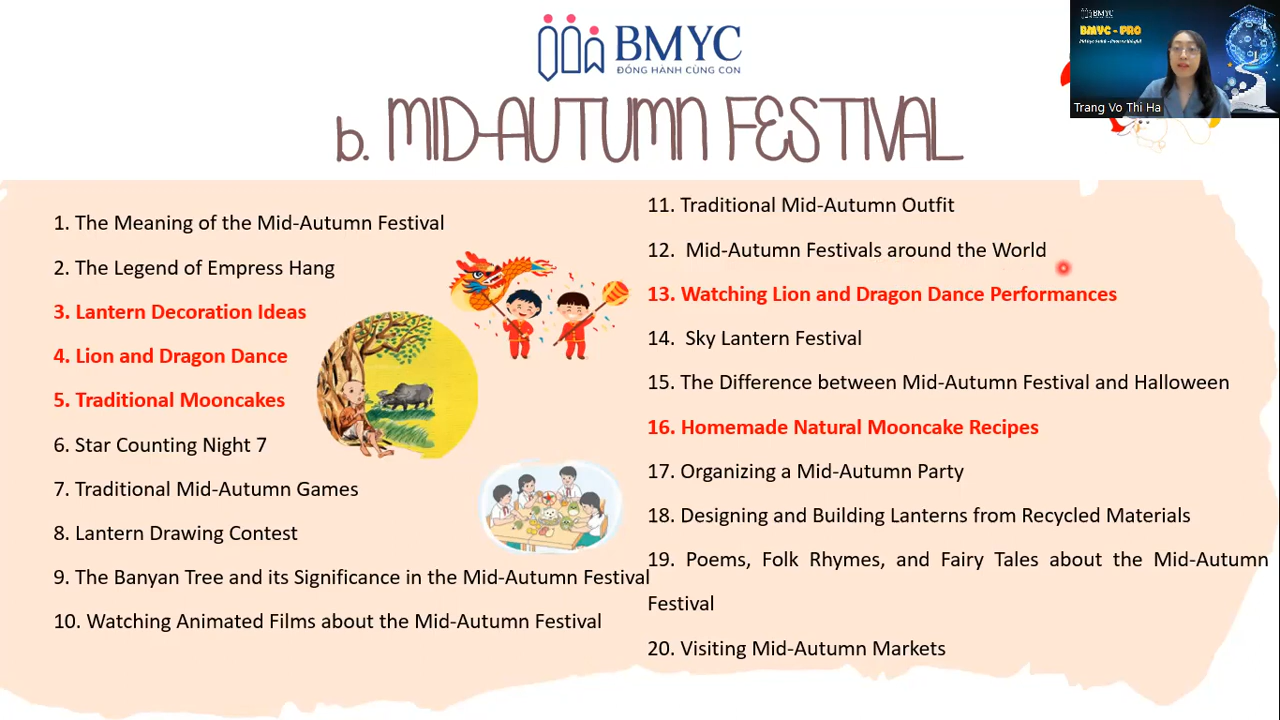 BMYC
ĐỒNG HÀNH CÙNG CON
b. MID-AUTUMN FESTIVAL
BMYC
BMYC - PRO
Trang Vo Thi Ha
1. The Meaning of the Mid-Autumn Festival
2. The Legend of Empress Hang
3. Lantern Decoration Ideas
4. Lion and Dragon Dance
5. Traditional Mooncakes
6. Star Counting Night 7
7. Traditional Mid-Autumn Games
8. Lantern Drawing Contest
9. The Banyan Tree and its Significance in the Mid-Autumn Festival
10. Watching Animated Films about the Mid-Autumn Festival
11. Traditional Mid-Autumn Outfit
12. Mid-Autumn Festivals around the World
13. Watching Lion and Dragon Dance Performances
14. Sky Lantern Festival
15. The Difference between Mid-Autumn Festival and Halloween
16. Homemade Natural Mooncake Recipes
17. Organizing a Mid-Autumn Party
18. Designing and Building Lanterns from Recycled Materials
19. Poems, Folk Rhymes, and Fairy Tales about the Mid-Autumn
Festival
20. Visiting Mid-Autumn Markets